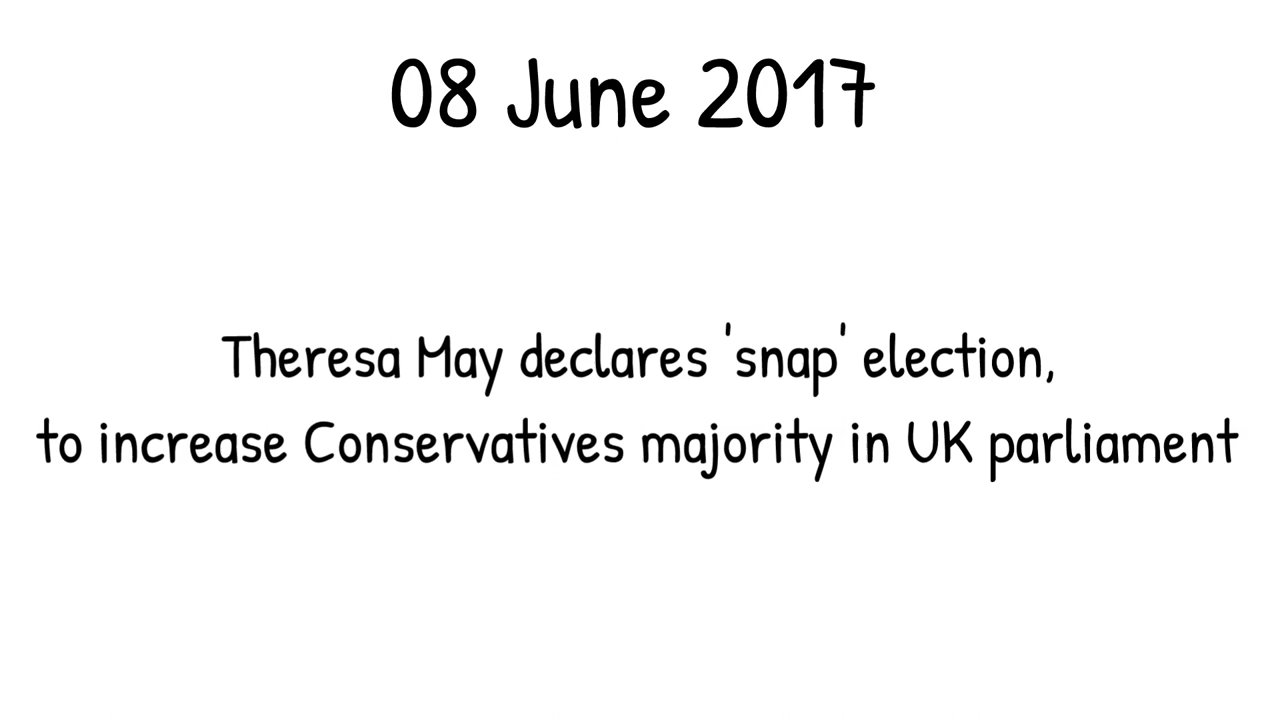 08 June 2017
Theresa May declares 'snap' election,
to increase Conservatives majority in UK parliament